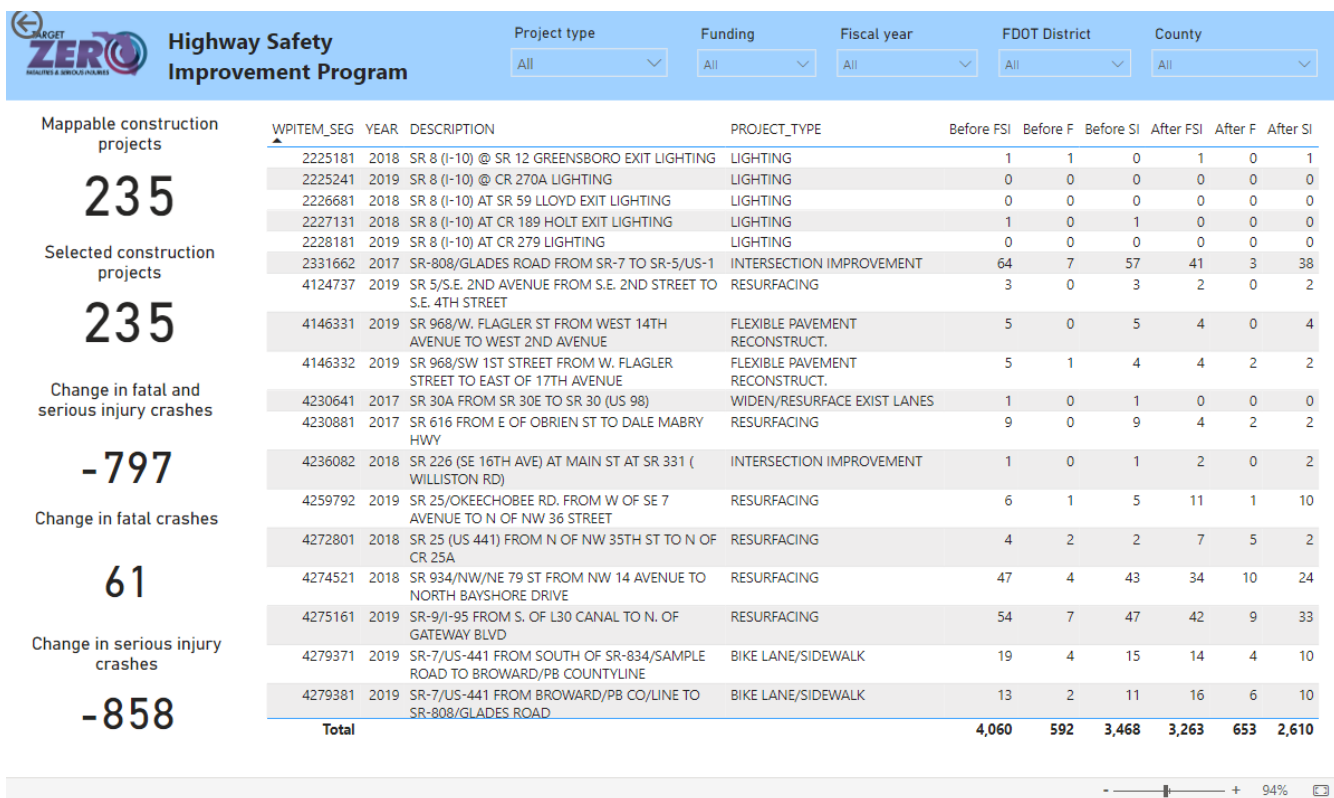 TARGET
ZERO
FATALITIES & SERIOUS INJURIES
Highway Safety
Improvement Program
Project type
All
Funding
All
Fiscal year
All
FDOT District
All
County
All
Mappable construction
projects
235
Selected construction
projects
235
Change in fatal and
serious injury crashes
-797
Change in fatal crashes
61
Change in serious injury
crashes
-858
WPITEM_SEG YEAR DESCRIPTION PROJECT_TYPE Before FSI Before F Before SI After FSI After F After SI
2225181 2018 SR 8 (I-10) @ SR 12 GREENSBORO EXIT LIGHTING LIGHTING 1 1 0 1 0 1
2225241 2019 SR 8 (I-10) @ CR 270A LIGHTING LIGHTING 0 0 0 0 0 0
2226681 2018 SR 8 (I-10) AT SR 59 LLOYD EXIT LIGHTING LIGHTING 0 0 0 0 0 0
2227131 2018 SR 8 (I-10) AT CR 189 HOLT EXIT LIGHTING LIGHTING 1 0 1 0 0 0
2228181 2019 SR 8 (I-10) AT CR 279 LIGHTING LIGHTING 0 0 0 0 0 0
2331662 2017 SR-808/GLADES ROAD FROM SR-7 TO SR-5/US-1 INTERSECTION IMPROVEMENT 64 7 57 41 3 38
4124737 2019 SR 5/S.E. 2ND AVENUE FROM S.E. 2ND STREET TO RESURFACING 3 0 3 2 0 2
S.E. 4TH STREET
4146331 2019 SR 968/W. FLAGLER ST FROM WEST 14TH FLEXIBLE PAVEMENT 5 0 5 4 0 4
AVENUE TO WEST 2ND AVENUE RECONSTRUCT.
4146332 2019 SR 968/SW 1ST STREET FROM W. FLAGLER FLEXIBLE PAVEMENT 5 1 4 4 2 2
STREET TO EAST OF 17TH AVENUE RECONSTRUCT.
4230641 2017 SR 30A FROM SR 30E TO SR 30 (US 98) WIDEN/RESURFACE EXIST LANES 1 0 1 0 0 0
4230881 2017 SR 616 FROM E OF OBRIEN ST TO DALE MABRY RESURFACING 9 0 9 4 2 2
HWY
4236082 2018 SR 226 (SE 16TH AVE) AT MAIN ST AT SR 331 ( INTERSECTION IMPROVEMENT 1 0 1 2 0 2
WILLISTON RD)
4259792 2019 SR 25/OKEECHOBEE RD. FROM W OF SE 7 RESURFACING 6 1 5 11 1 10
AVENUE TO N OF NW 36 STREET
4272801 2018 SR 25 (US 441) FROM N OF NW 35TH ST TO N OF RESURFACING 4 2 2 7 5 2
CR 25A
4274521 2018 SR 934/NW/NE 79 ST FROM NW 14 AVENUE TO RESURFACING 47 4 43 34 10 24
NORTH BAYSHORE DRIVE
4275161 2019 SR-9/I-95 FROM S. OF L30 CANAL TO N. OF RESURFACING 54 7 47 42 9 33
GATEWAY BLVD
4279371 2019 SR-7/US-441 FROM SOUTH OF SR-834/SAMPLE BIKE LANE/SIDEWALK 19 4 15 14 4 10
ROAD TO BROWARD/PB COUNTYLINE
4279381 2019 SR-7/US-441 FROM BROWARD/PB CO/LINE TO BIKE LANE/SIDEWALK 13 2 11 16 6 10
SR-808/GLADES ROAD
Total 4,060 592 3,468 3,263 653 2,610
- + 94%